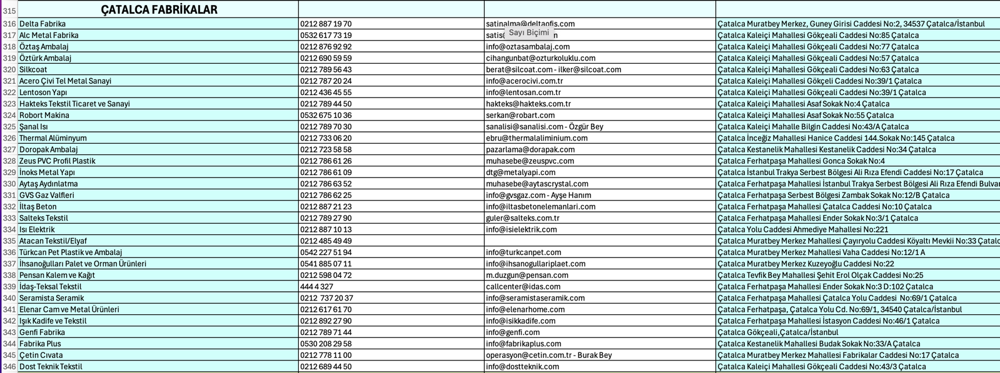 315 ÇATALCA FABRİKALAR
316 Delta Fabrika 0212 887 19 70 satinalma@deltaofis.com Çatalca Muratbey Merkez, Guney Girisi Caddesi No:2, 34537 Çatalca/İstanbul
Sayı Biçimi
317 Alc Metal Fabrika 0532 617 73 19 Çatalca Kaleiçi Mahallesi Gökçeali Caddesi No:85 Çatalca
318 Öztaş Ambalaj 0212 876 92 92 info@oztasambalaj.com Çatalca Kaleiçi Mahallesi Gökçeali Caddesi No:77 Çatalca
319 Öztürk Ambalaj 0212 690 59 59 cihangunbat@ozturkoluklu.com Çatalca Kaleiçi Mahallesi Gökçeali Caddesi No:57 Çatalca
320 Silkcoat 0212 789 56 43 berat@silcoat.com - ilker@silcoat.com Çatalca Kaleiçi Mahallesi Gökçeali Caddesi No:63 Çatalca
321 Acero Çivi Tel Metal Sanayi 0212 787 20 24 info@acerocivi.com.tr Çatalca Kaleiçi Mahallesi Gökçeli Caddesi No:39/1 Çatalca
322 Lentoson Yapı 0212 436 45 55 info@lentosan.com.tr Çatalca Kaleiçi Mahallesi Gökçeali Caddesi No:39/1 Çatalca
323 Hakteks Tekstil Ticaret ve Sanayi 0212 789 44 50 hakteks@hakteks.com.tr Çatalca Kaleiçi Mahallesi Asaf Sokak No:4 Çatalca
324 Robort Makina 0532 675 10 36 serkan@robart.com Çatalca Kaleiçi Mahallesi Asaf Sokak No:55 Çatalca
325 Şanal Isı 0212 789 70 30 sanalisi@sanalisi.com - Özgür Bey Çatalca Kaleiçi Mahalle Bilgin Caddesi No:43/A Çatalca
326 Thermal Alüminyum 0212 733 06 20 ebru@thermalaliminium.com Çatalca İnceğiz Mahallesi Hanice Caddesi 144.Sokak No:145 Çatalca
327 Doropak Ambalaj 0212 723 58 58 pazarlama@dorapak.com Çatalca Kestanelik Mahallesi Kestanelik Caddesi No:34 Çatalca
328 Zeus PVC Profil Plastik 0212 786 61 26 muhasebe@zeuspvc.com Çatalca Ferhatpaşa Mahallesi Gonca Sokak No:4
329 İnoks Metal Yapı 0212 786 61 09 dtg@metalyapi.com Çatalca İstanbul Trakya Serbest Bölgesi Ali Rıza Efendi Caddesi No:17 Çatalca
330 Aytaş Aydınlatma 0212 786 63 52 muhasebe@aytascrystal.com Çatalca Ferhatpaşa Mahallesi İstanbul Trakya Serbest Bölgesi Ali Rıza Efendi Bulvar
331 GVS Gaz Valfleri 0212 786 62 25 info@gvsgaz.com - Ayşe Hanım Çatalca Ferhatpaşa Serbest Bölgesi Zambak Sokak No:12/B Çatalca
332 İltaş Beton 0212 887 21 23 info@iltasbetonelemanlari.com Çatalca Ferhatpaşa Mahallesi Çatalca Caddesi No:10 Çatalca
333 Salteks Tekstil 0212 789 27 90 guler@salteks.com.tr Çatalca Ferhatpaşa Mahallesi Ender Sokak No:3/1 Çatalca
334 Isı Elektrik 0212 887 10 13 info@isielektrik.com Çatalca Yolu Caddesi Ahmediye Mahallesi No:221
335 Atacan Tekstil/Elyaf 0212 485 49 49 Çatalca Muratbey Merkez Mahallesi Çayıryolu Caddesi Köyaltı Mevkii No:33 Çatalc
336 Türkcan Pet Plastik ve Ambalaj 0542 227 51 94 info@turkcanpet.com Çatalca Muratbey Merkez Mahallesi Vaha Caddesi No:12/1 A
337 İhsanoğulları Palet ve Orman Ürünleri 0541 885 07 11 info@ihsanogullariplaet.com Çatalca Muratbey Merkez Kuzeyoğlu Caddesi No:22
338 Pensan Kalem ve Kağıt 0212 598 04 72 m.duzgun@pensan.com Çatalca Tevfik Bey Mahallesi Şehit Erol Olçak Caddesi No:25
339 İdaş-Teksal Tekstil 444 4 327 callcenter@idas.com Çatalca Ferhatpaşa Mahallesi Ender Sokak No:3 D:102 Çatalca
340 Seramista Seramik 0212 737 20 37 info@seramistaseramik.com Çatalca Ferhatpaşa Mahallesi Çatalca Yolu Caddesi No:69/1 Çatalca
341 Elenar Cam ve Metal Ürünleri 0212 617 61 70 info@elenarhome.com Çatalca Ferhatpaşa, Çatalca Yolu Cd. No:69/1, 34540 Çatalca/İstanbul
342 Işık Kadife ve Tekstil 0212 892 27 90 info@isikkadife.com Çatalca Ferhatpaşa Mahallesi İstasyon Caddesi No:46/1 Çatalca
343 Genfi Fabrika 0212 789 71 44 info@genfi.com Çatalca Gökçeali,Çatalca/İstanbul
344 Fabrika Plus 0530 208 29 58 info@fabrikaplus.com Çatalca Kestanelik Mahallesi Budak Sokak No:33/A Çatalca
345 Çetin Cıvata 0212 778 11 00 operasyon@cetin.com.tr - Burak Bey Çatalca Muratbey Merkez Mahallesi Fabrikalar Caddesi No:17 Çatalca
346 Dost Teknik Tekstil 0212 689 44 50 info@dostteknik.com Çatalca Kaleiçi Mahallesi Gökçeali Caddesi No:43/3 Çatalca